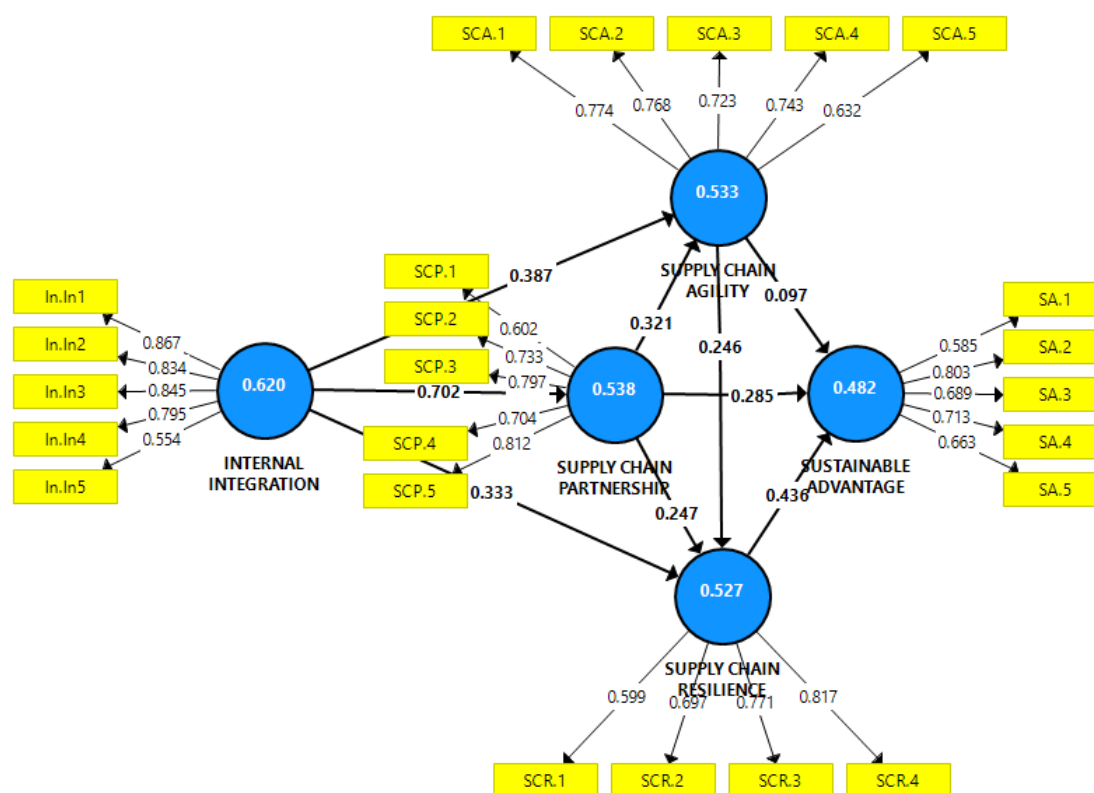 SCA.1 SCA.2 SCA.3 SCA.4 SCA.5
0.774 0.768 0.723 0.743 0.632
0.533
SUPPLY CHAIN
AGILITY
In.In1
In.In2
In.In3
In.In4
In.In5
0.867
0.834
0.845
0.795
0.554
0.620
INTERNAL
INTEGRATION
0.387
0.702
0.333
SCP.1
SCP.2
SCP.3
SCP.4
SCP.5
0.602
0.733
0.797
0.704
0.812
0.538
SUPPLY CHAIN
PARTNERSHIP
0.321
0.246
0.097
0.285
0.247
0.436
0.482
SUSTAINABLE
ADVANTAGE
0.585
0.803
0.689
0.713
0.663
SA.1
SA.2
SA.3
SA.4
SA.5
0.527
SUPPLY CHAIN
RESILIENCE
0.599 0.697 0.771 0.817
SCR.1 SCR.2 SCR.3 SCR.4